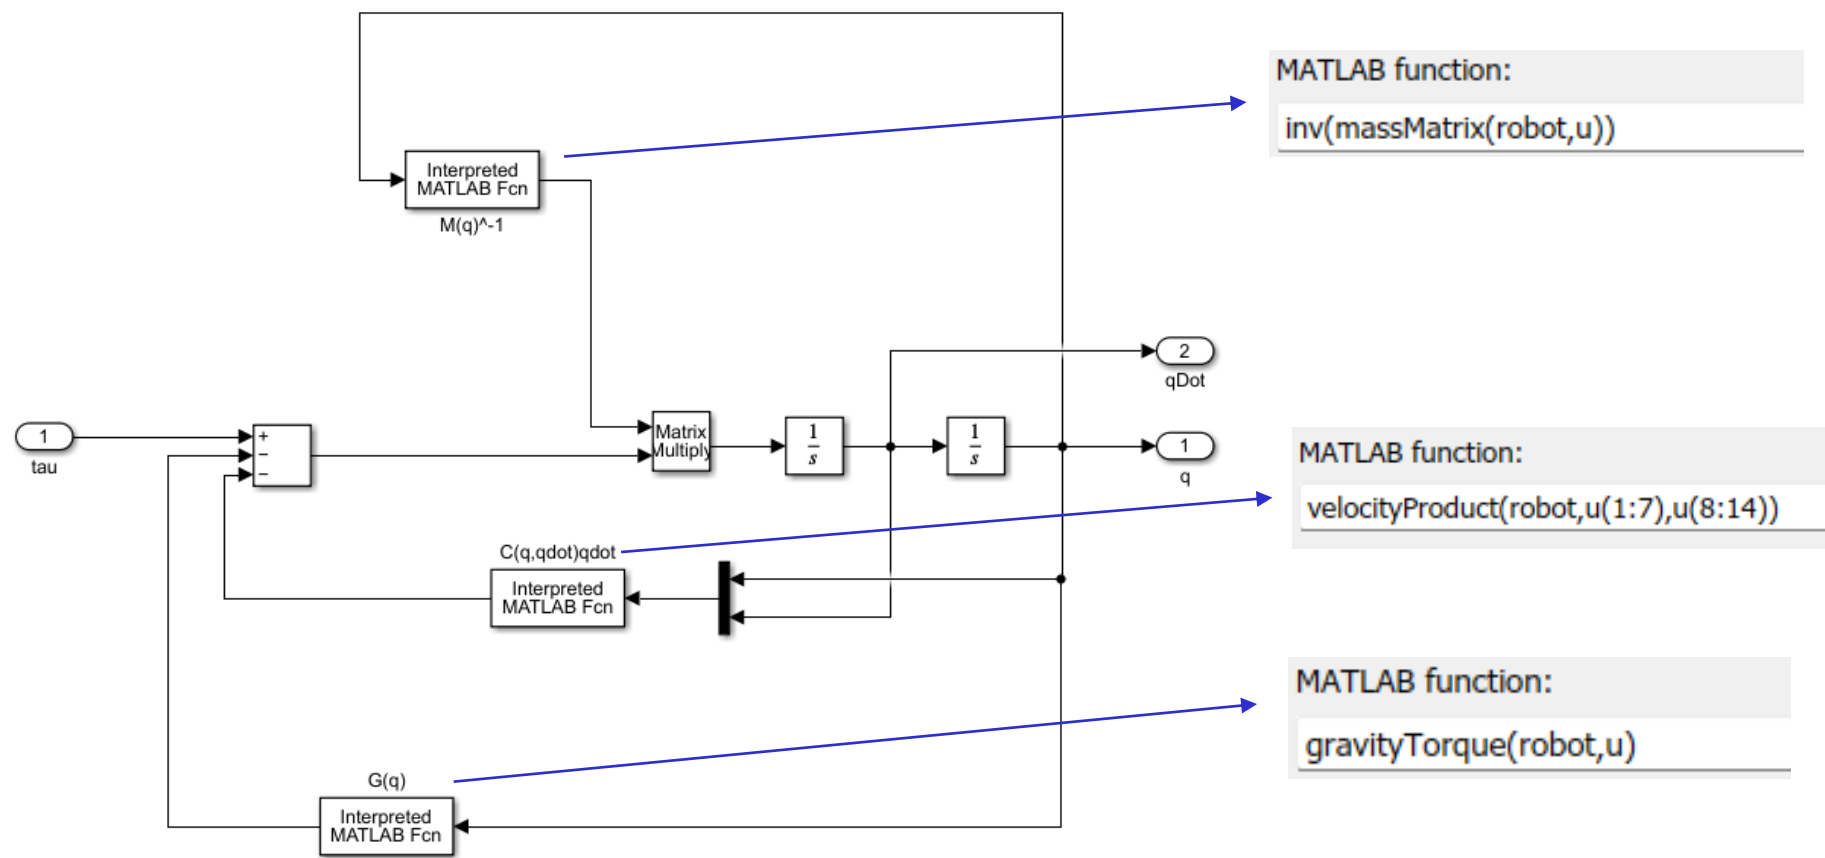 MATLAB function:
inv(massMatrix(robot,u))
Interpreted
MATLAB Fcn
M(q)^-1
2
qDot
1
tau
+
−
−
Matrix
Multiply
1
s
1
s
1
q
MATLAB function:
velocityProduct(robot,u(1:7),u(8:14))
C(q,qdot)qdot
Interpreted
MATLAB Fcn
MATLAB function:
gravityTorque(robot,u)
G(q)
Interpreted
MATLAB Fcn